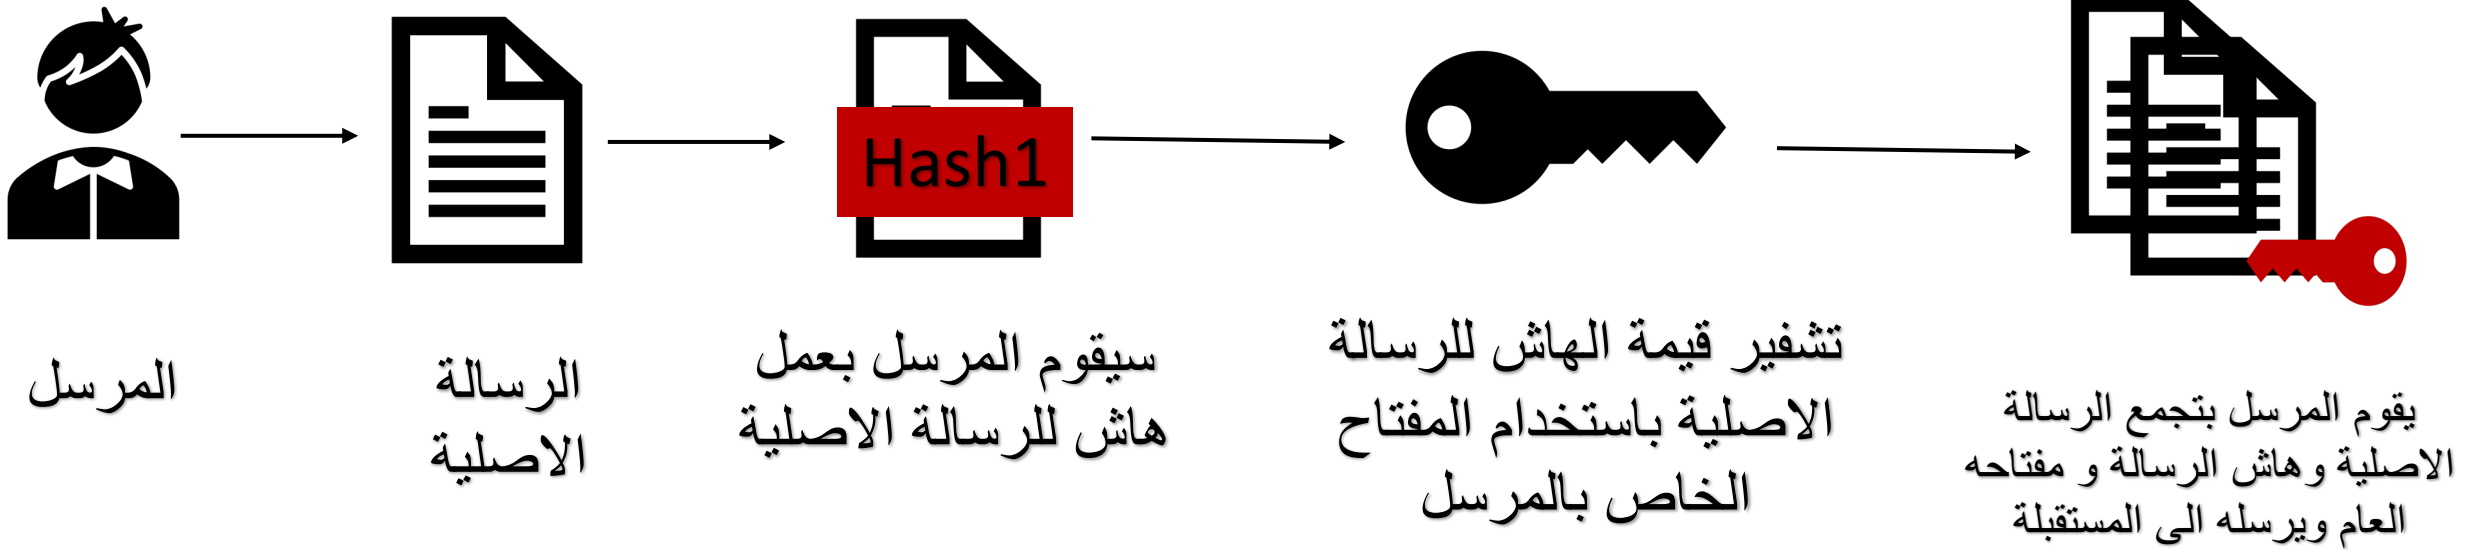 Hash1
المرسل
الرسالة
الاصلية
سيقوم المرسل بعمل
هاش للرسالة الاصلية
تشفير قيمة الهاش للرسالة
الاصلية باستخدام المفتاح
الخاص بالمرسل
يقوم المرسل بتجمع الرسالة
الاصلية وهاش الرسالة و مفتاحه
العام ويرسله الى المستقبلة